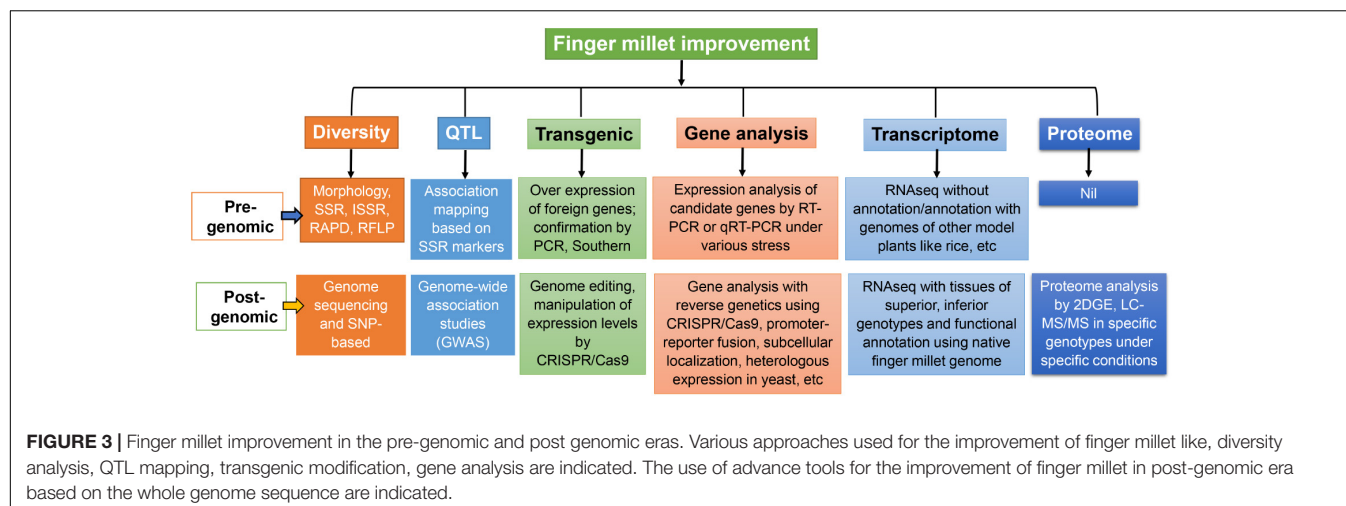 Finger millet improvement
Diversity
QTL
Transgenic
Gene analysis
Transcriptome
Proteome
Pre-
genomic
Morphology,
SSR, ISSR,
RAPD, RFLP
Association
mapping
based on
SSR markers
Over expression
of foreign genes;
confirmation by
PCR, Southern
Expression analysis of
candidate genes by RT-
PCR or qRT-PCR under
various stress
RNAseq without
annotation/annotation with
genomes of other model
plants like rice, etc
Nil
Post-
genomic
Genome
sequencing
and SNP-
based
Genome-wide
association
studies
(GWAS)
Genome editing,
manipulation of
expression levels
by
CRISPR/Cas9
Gene analysis with
reverse genetics using
CRISPR/Cas9, promoter-
reporter fusion, subcellular
localization, heterologous
expression in yeast, etc
RNAseq with tissues of
superior, inferior
genotypes and functional
annotation using native
finger millet genome
Proteome analysis
by 2DGE, LC-
MS/MS in specific
genotypes under
specific conditions
FIGURE 3 | Finger millet improvement in the pre-genomic and post genomic eras. Various approaches used for the improvement of finger millet like, diversity
analysis, QTL mapping, transgenic modification, gene analysis are indicated. The use of advance tools for the improvement of finger millet in post-genomic era
based on the whole genome sequence are indicated.